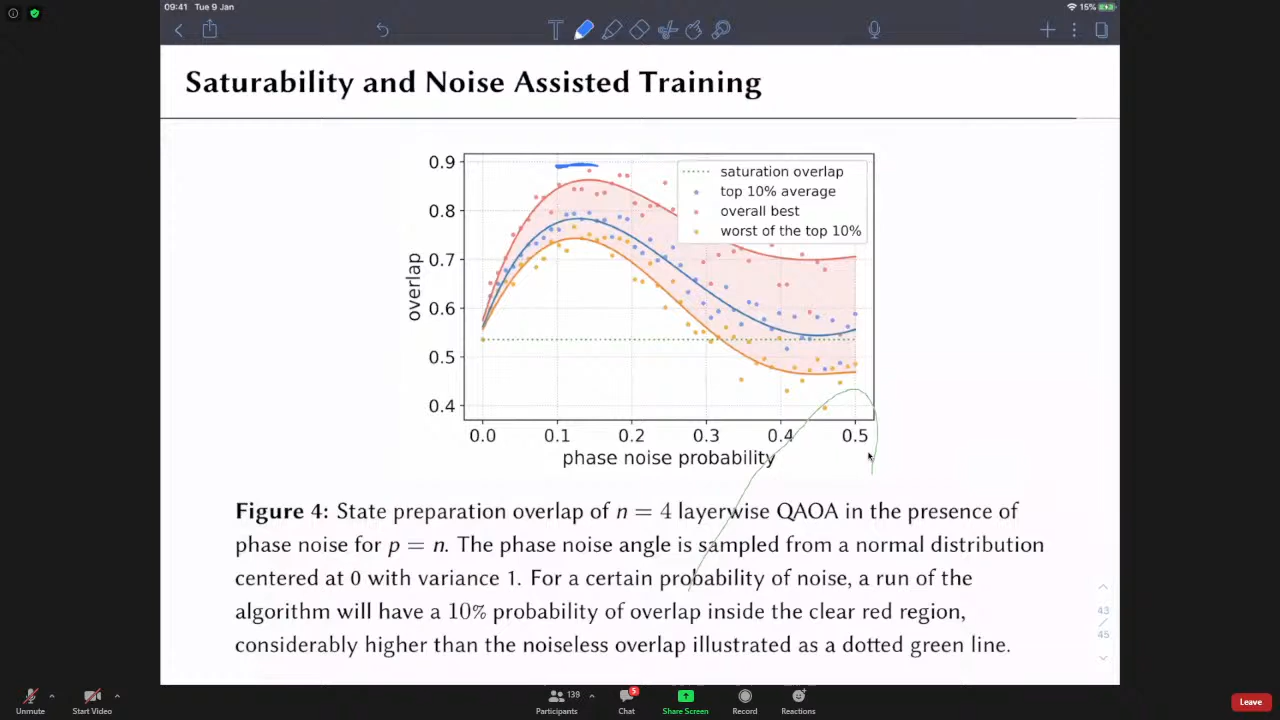 09:41 Tue 9 Jan
15%
Saturability and Noise Assisted Training
0.9
0.8
0.7
0.6
0.5
0.4
overlap
saturation overlap
top 10% average
overall best
worst of the top 10%
0.0 0.1 0.2 0.3 0.4 0.5
phase noise probability
Figure 4: State preparation overlap of n = 4 layerwise QAOA in the presence of
phase noise for p = n. The phase noise angle is sampled from a normal distribution
centered at 0 with variance 1. For a certain probability of noise, a run of the
algorithm will have a 10% probability of overlap inside the clear red region,
considerably higher than the noiseless overlap illustrated as a dotted green line.
43
/
45
Unmute
Start Video
139
Participants
5
Chat
Share Screen
Record
Reactions
Leave